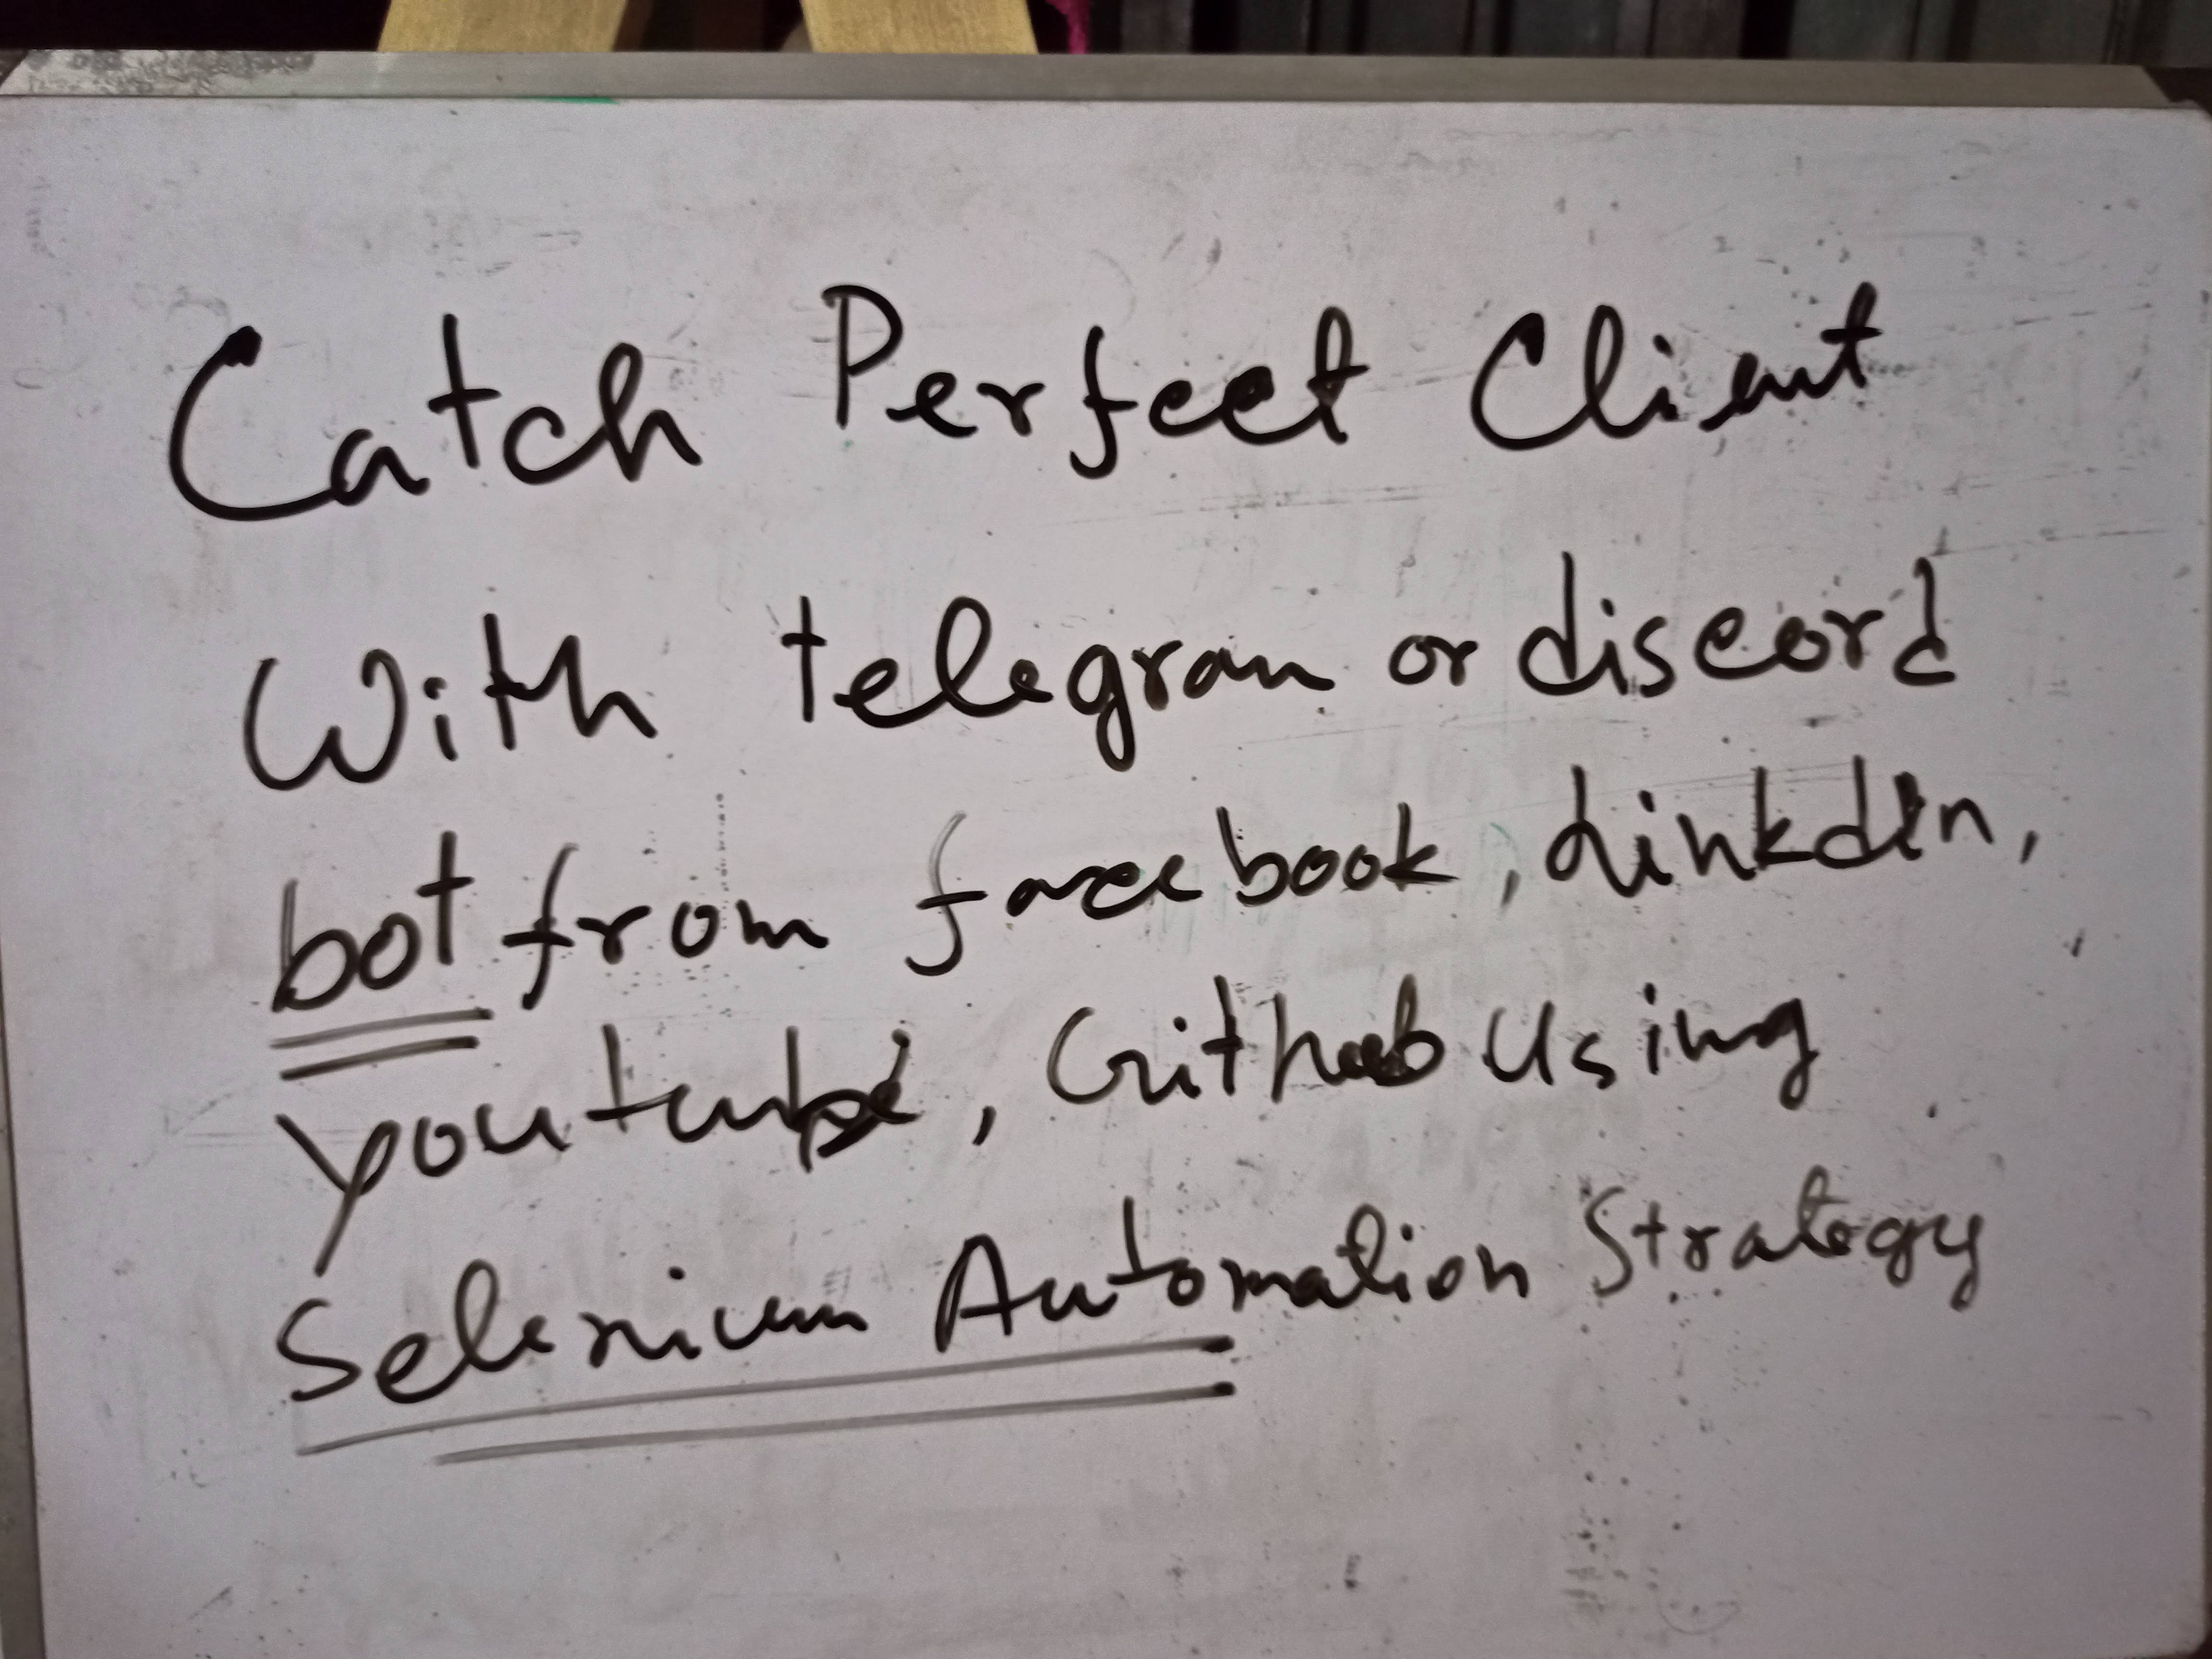 Catch Perfect Client
With telegram or discord
bot from facebook, Linkdin,
youtube, Github Using
Selenium Automation Strategy